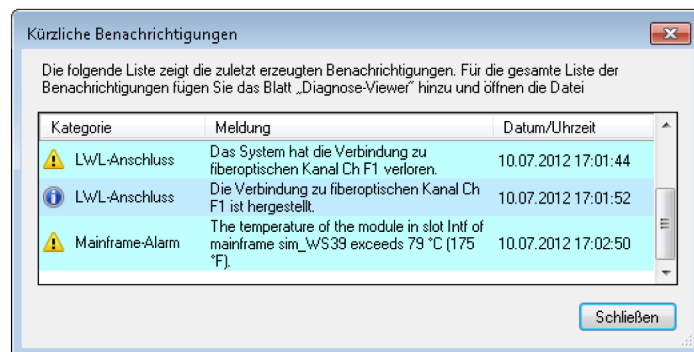 Kürzliche Benachrichtigungen
Die folgende Liste zeigt die zuletzt erzeugten Benachrichtigungen. Für die gesamte Liste der
Benachrichtigungen fügen Sie das Blatt „Diagnose-Viewer" hinzu und öffnen die Datei
Kategorie Meldung Datum/Uhrzeit
LWL-Anschluss
Das System hat die Verbindung zu
fiberoptischen Kanal Ch F1 verloren.
10.07.2012 17:01:44
LWL-Anschluss
Die Verbindung zu fiberoptischen Kanal Ch
F1 ist hergestellt.
10.07.2012 17:01:52
Mainframe-Alarm
The temperature of the module in slot Intf of
mainframe sim_WS39 exceeds 79 °C (175
°F).
10.07.2012 17:02:50
Schließen